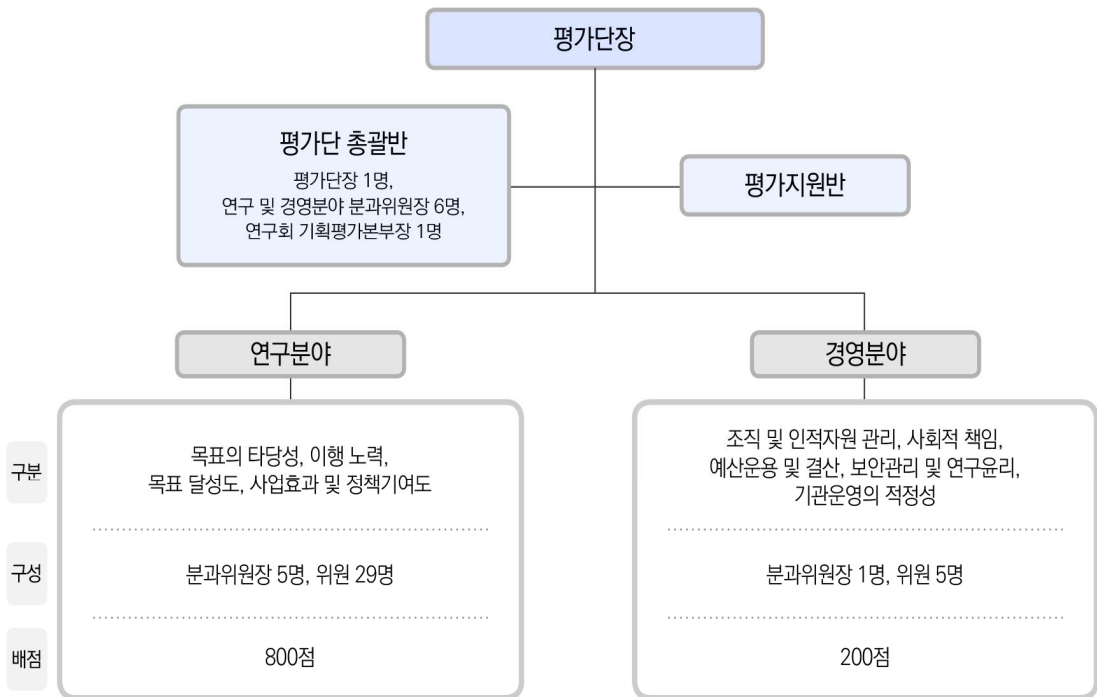 평가단장
평가단 총괄반
평가단장 1명,
연구 및 경영분야 분과위원장 6명,
연구회 기획평가본부장 1명
평가지원반
연구분야
경영분야
구분
목표의 타당성, 이행 노력,
목표 달성도, 사업효과 및 정책기여도
조직 및 인적자원 관리, 사회적 책임,
예산운용 및 결산, 보안관리 및 연구윤리,
기관운영의 적정성
구성
분과위원장 5명, 위원 29명
분과위원장 1명, 위원 5명
배점
800점
200점